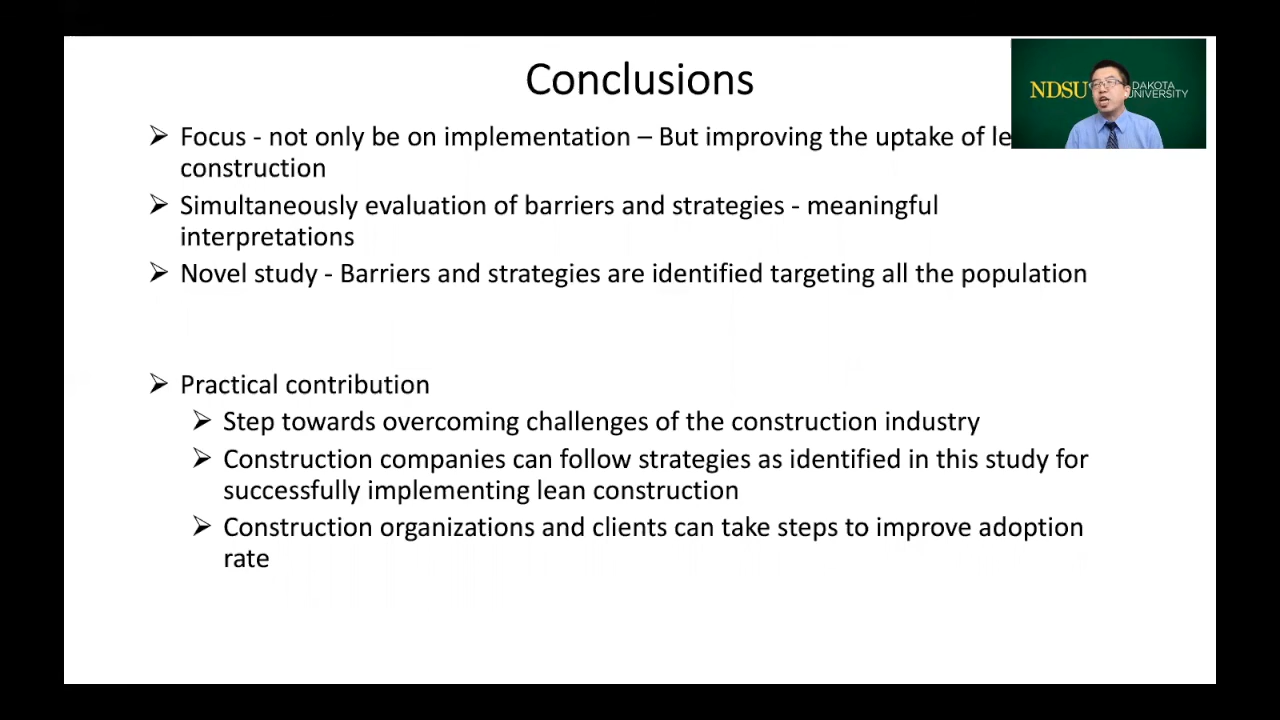 Conclusions
➢ Focus - not only be on implementation – But improving the uptake of
construction
➢ Simultaneously evaluation of barriers and strategies - meaningful
interpretations
➢ Novel study - Barriers and strategies are identified targeting all the population
➢ Practical contribution
➢ Step towards overcoming challenges of the construction industry
➢ Construction companies can follow strategies as identified in this study for
successfully implementing lean construction
➢ Construction organizations and clients can take steps to improve adoption
rate
NDSU
DAKOTA
UNIVERSITY